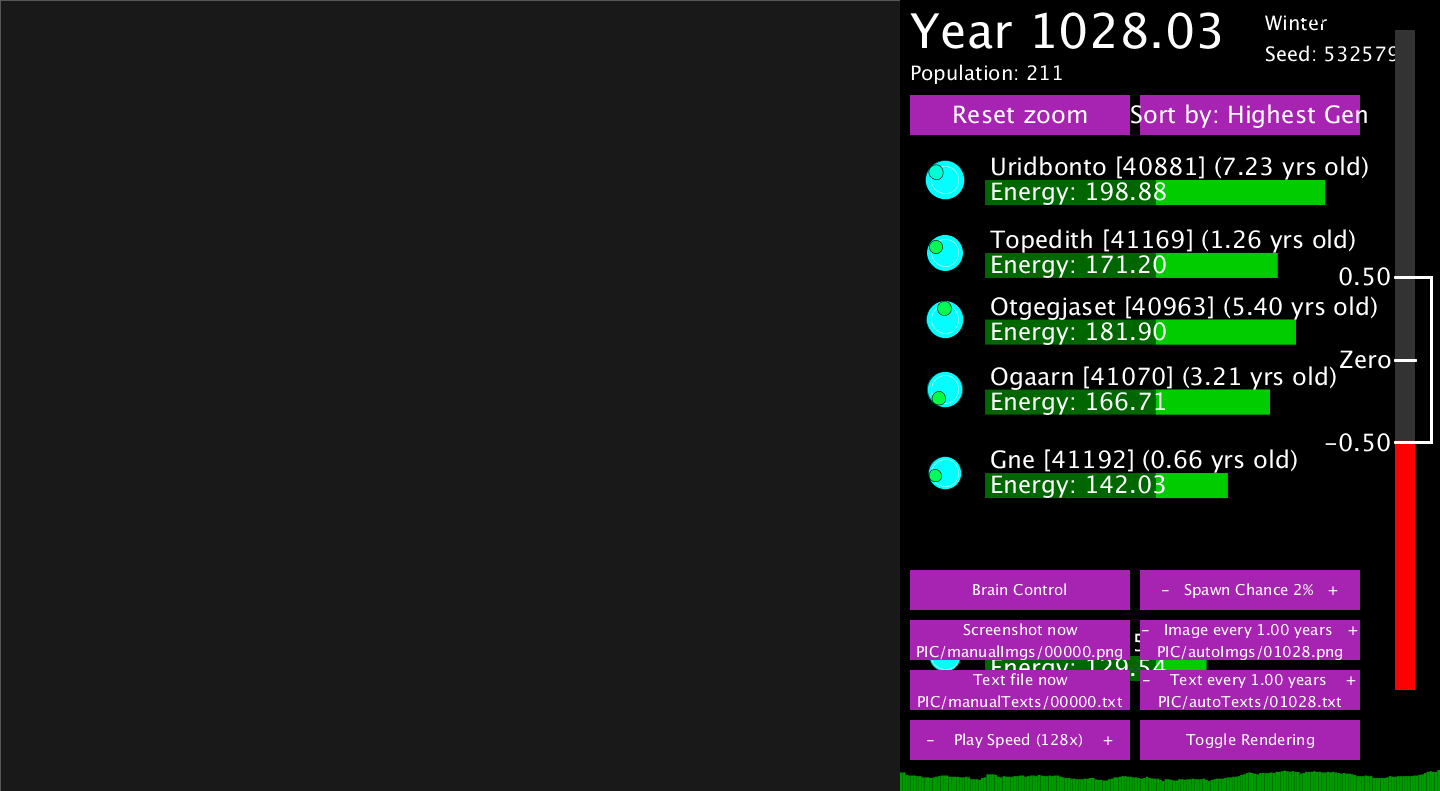 Year 1028.03
Winter
Seed: 532579
Population: 211
Reset zoom
Sort by: Highest Gen
Uridbonto [40881] (7.23 yrs old)
Energy: 198.88
Topedith [41169] (1.26 yrs old)
Energy: 171.20
0.50
Otgegjaset [40963] (5.40 yrs old)
Energy: 181.90
Zero
Ogaarn [41070] (3.21 yrs old)
Energy: 166.71
-0.50
Gne [41192] (0.66 yrs old)
Energy: 142.03
Brain Control
- Spawn Chance 2% +
Screenshot now
PIC/manualImgs/00000.png
- Image every 1.00 years +
PIC/autoImgs/01028.png
Energy: 129.54
Text file now
PIC/manualTexts/00000.txt
- Text every 1.00 years +
PIC/autoTexts/01028.txt
- Play Speed (128x) +
Toggle Rendering